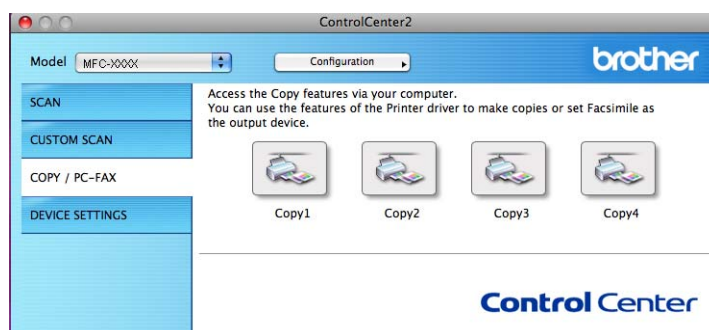 ControlCenter2
Model MFC-XXXX Configuration
brother
SCAN
CUSTOM SCAN
COPY / PC-FAX
DEVICE SETTINGS
Access the Copy features via your computer.
You can use the features of the Printer driver to make copies or set Facsimile as
the output device.
Copy1 Copy2 Copy3 Copy4
Control Center